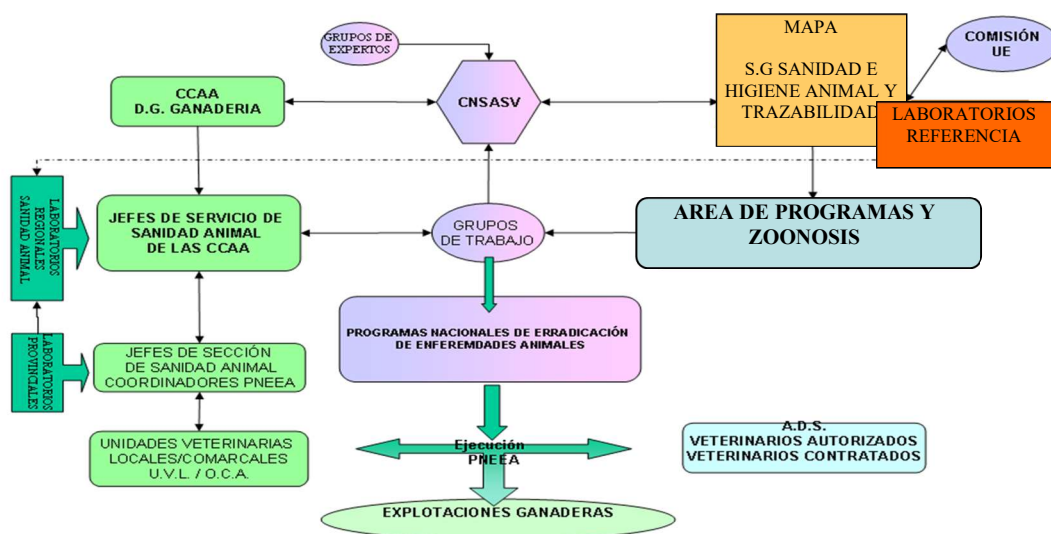 GRUPOS DE
EXPERTOS
MAPA
S.G SANIDAD E
HIGIENE ANIMAL Y
TRAZABILIDAD
COMISIÓN
UE
CCAA
D.G. GANADERIA
CNSASV
LABORATORIOS
REFERENCIA
LABORATORIOS
REGIONALES
SANIDAD ANIMAL
JEFES DE SERVICIO DE
SANIDAD ANIMAL
DE LAS CCAA
GRUPOS
DE TRABAJO
AREA DE PROGRAMAS Y
ZOONOSIS
PROGRAMAS NACIONALES DE ERRADICACIÓN
DE ENFEREMDADES ANIMALES
LABORATORIOS
PROVINCIALES
JEFES DE SECCIÓN
DE SANIDAD ANIMAL
COORDINADORES PNEEA
UNIDADES VETERINARIAS
LOCALES/COMARCALES
U.V.L. / O.C.A.
Ejecución
PNEEA
A.D.S.
VETERINARIOS AUTORIZADOS
VETERINARIOS CONTRATADOS
EXPLOTACIONES GANADERAS